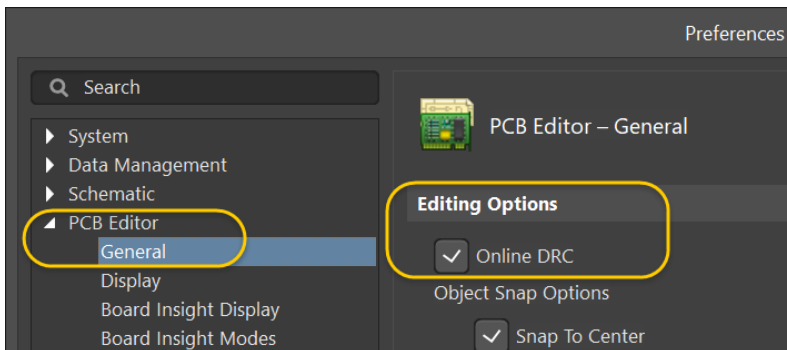 Preferences
Search
System
Data Management
Schematic
PCB Editor
General
Display
Board Insight Display
Board Insight Modes
PCB Editor – General
Editing Options
Online DRC
Object Snap Options
Snap To Center